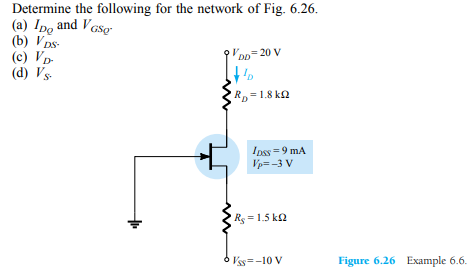 Determine the following for the network of Fig. 6.26.
(a) I_DQ and V_GSQ.
(b) V_DS.
(c) V_D.
(d) V_S.
V_DD = 20 V
I_D
R_D = 1.8 kΩ
I_DSS = 9 mA
V_P = –3 V
R_S = 1.5 kΩ
V_SS = –10 V
Figure 6.26 Example 6.6.